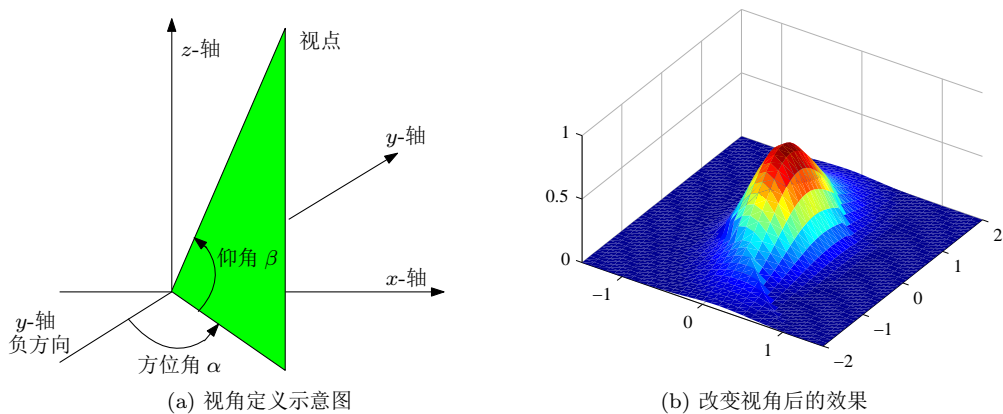 z-轴
视点
y-轴
仰角 β
x-轴
y-轴
负方向
方位角 α
(a) 视角定义示意图
1
0.5
0
−1
0
1
−2
−1
0
1
2
(b) 改变视角后的效果